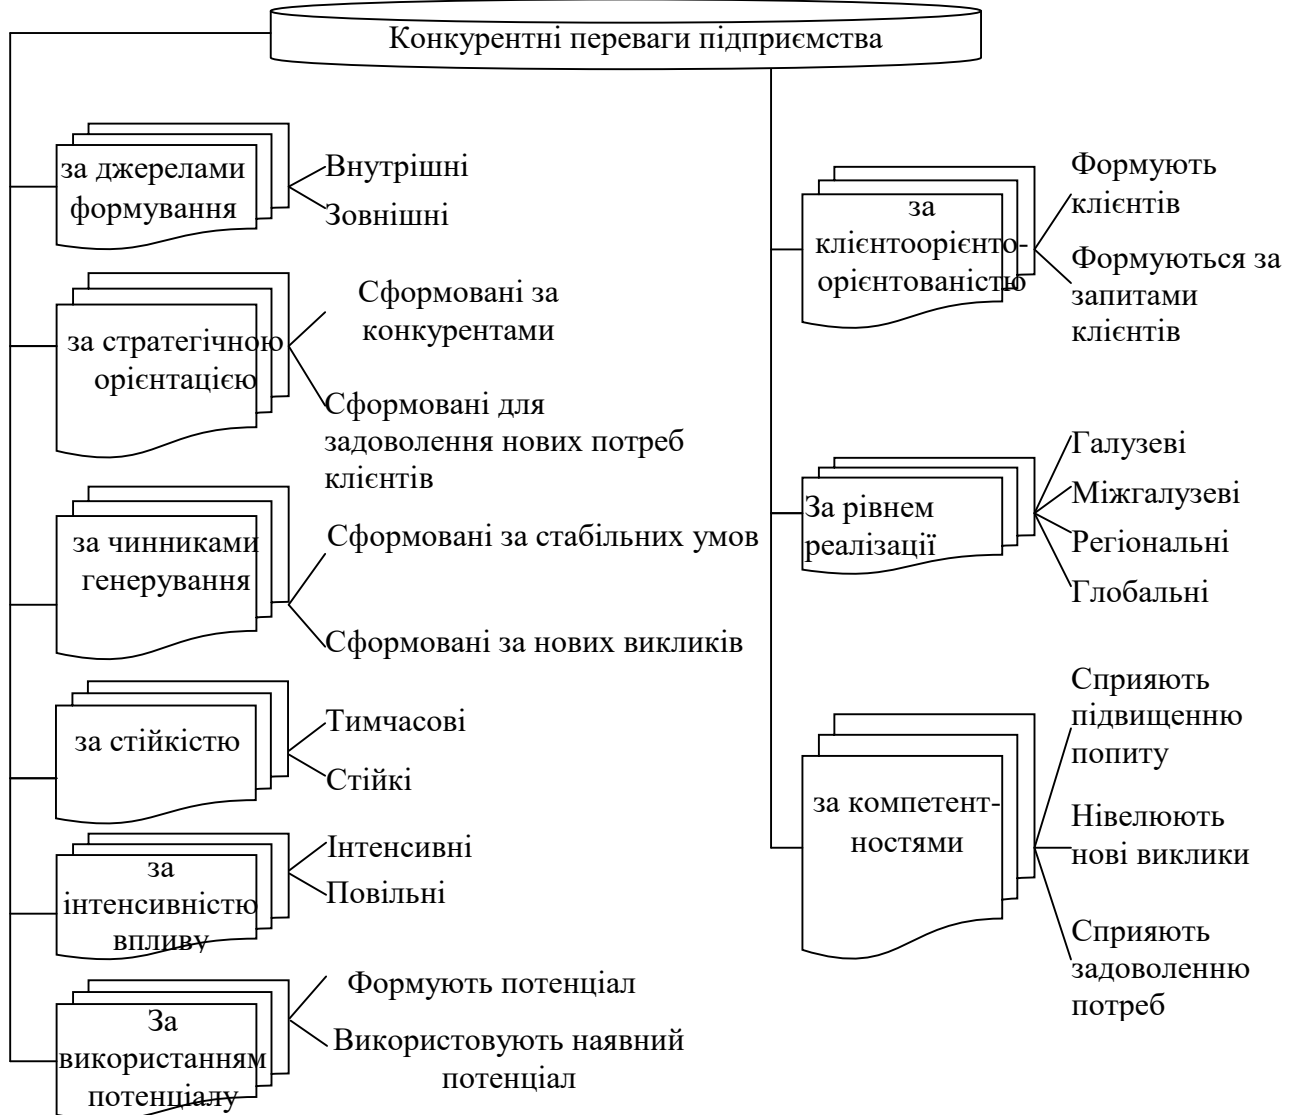 Конкурентні переваги підприємства
за джерелами
формування
Внутрішні
Зовнішні
за стратегічною
орієнтацією
Сформовані за
конкурентами
Сформовані для
задоволення нових потреб
клієнтів
за чинниками
генерування
Сформовані за стабільних умов
Сформовані за нових викликів
за стійкістю
Тимчасові
Стійкі
за
інтенсивністю
впливу
Інтенсивні
Повільні
За
використанням
потенціалу
Формують потенціал
Використовують наявний
потенціал
за
клієнтоорієнто-
орієнтованістю
Формують
клієнтів
Формуються за
запитами
клієнтів
За рівнем
реалізації
Галузеві
Міжгалузеві
Регіональні
Глобальні
за компетент-
ностями
Сприяють
підвищенню
попиту
Нівелюють
нові виклики
Сприяють
задоволенню
потреб